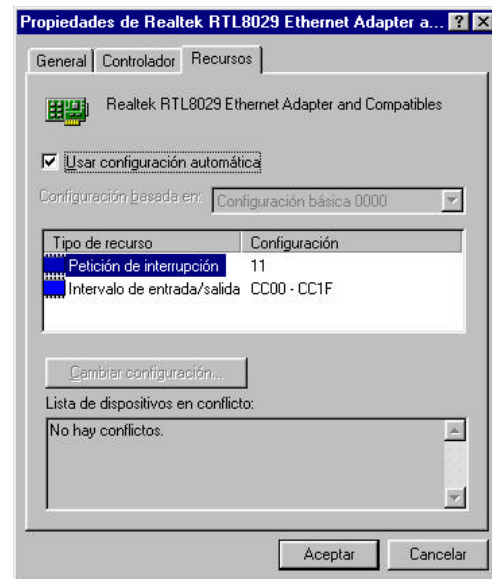 Propiedades de Realtek RTL8029 Ethernet Adapter a...
General Controlador Recursos
Realtek RTL8029 Ethernet Adapter and Compatibles
Usar configuración automática
Configuración basada en: Configuración básica 0000
Tipo de recurso Configuración
Petición de interrupción 11
Intervalo de entrada/salida CC00 - CC1F
Cambiar configuración...
Lista de dispositivos en conflicto:
No hay conflictos.
Aceptar Cancelar